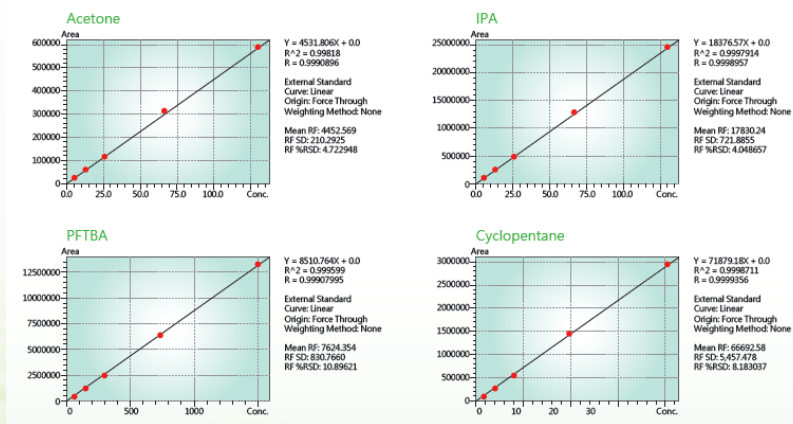 Acetone
Area
600000
500000
400000
300000
200000
100000
0
0.0 25.0 50.0 75.0 100.0 Conc.
Y = 4531.806X + 0.0
R^2 = 0.99818
R = 0.9990896
External Standard
Curve: Linear
Origin: Force Through
Weighting Method: None
Mean RF: 4452.569
RF SD: 210.2925
RF %RSD: 4.722948
IPA
Area
25000000
20000000
15000000
1000000
500000
0
0.0 25.0 50.0 75.0 100.0 Conc.
Y = 18376.57X + 0.0
R^2 = 0.9997914
R = 0.9998957
External Standard
Curve: Linear
Origin: Force Through
Weighting Method: None
Mean RF: 17830.24
RF SD: 721.8855
RF %RSD: 4.048657
PFTBA
Area
12500000
10000000
7500000
5000000
2500000
0
0 500 1000 Conc.
Y = 8510.764X + 0.0
R^2 = 0.999599
R = 0.99907995
External Standard
Curve: Linear
Origin: Force Through
Weighting Method: None
Mean RF: 7624.354
RF SD: 830.7660
RF %RSD: 10.89621
Cyclopentane
Area
3000000
2500000
2000000
1500000
1000000
500000
0
0 10 20 30 Conc.
Y = 71879.18X + 0.0
R^2 = 0.9998711
R = 0.9999356
External Standard
Curve: Linear
Origin: Force Through
Weighting Method: None
Mean RF: 66692.58
RF SD: 5,457.478
RF %RSD: 8.183037